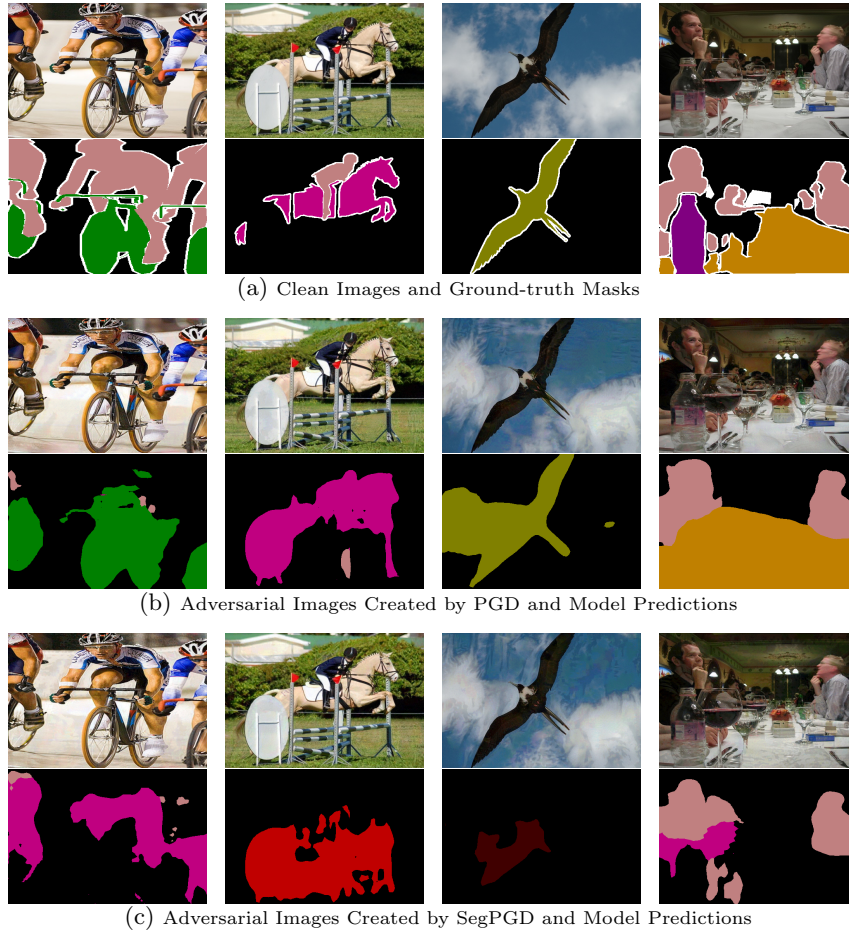 (a) Clean Images and Ground-truth Masks
(b) Adversarial Images Created by PGD and Model Predictions
(c) Adversarial Images Created by SegPGD and Model Predictions